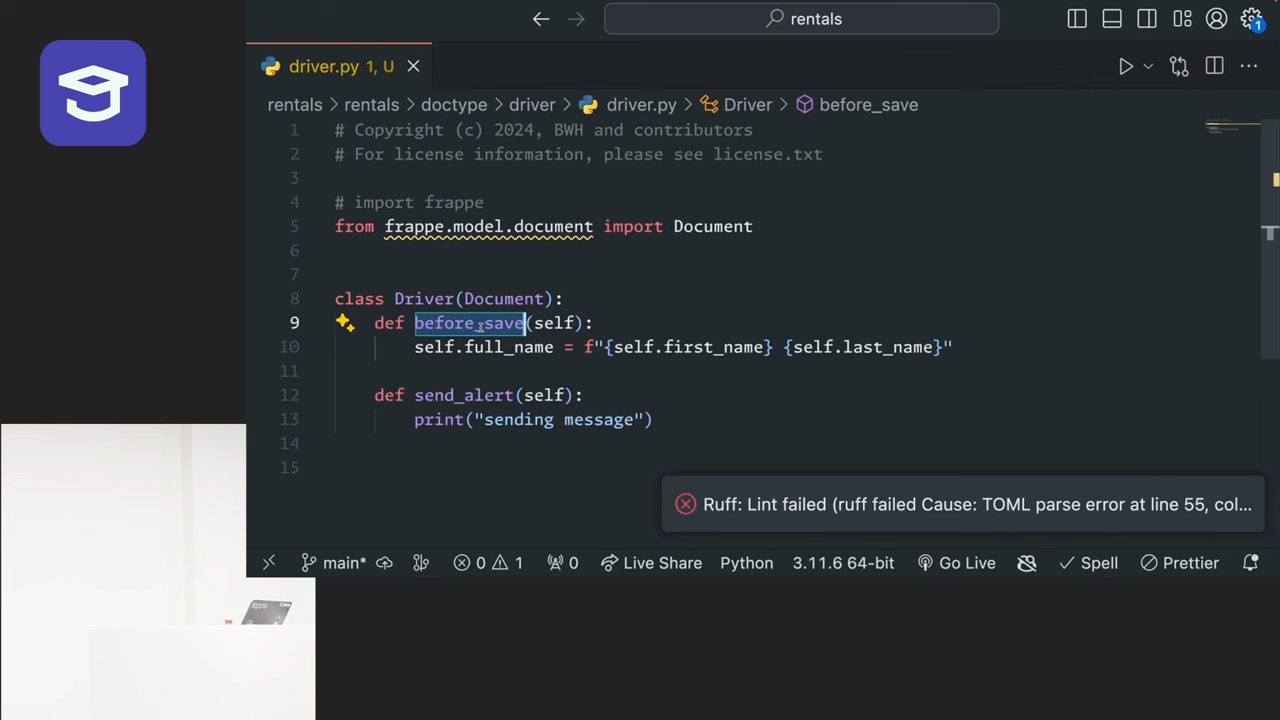 rentals
1
driver.py 1, U
rentals > rentals > doctype > driver > driver.py > Driver > before_save
1 # Copyright (c) 2024, BWH and contributors
2 # For license information, please see license.txt
3
4 # import frappe
5 from frappe.model.document import Document
6
7
8 class Driver(Document):
9 def before_save(self):
10 self.full_name = f"{self.first_name} {self.last_name}"
11
12 def send_alert(self):
13 print("sending message")
14
15
Ruff: Lint failed (ruff failed Cause: TOML parse error at line 55, col...
main* 0 1 0 Live Share Python 3.11.6 64-bit Go Live Spell Prettier